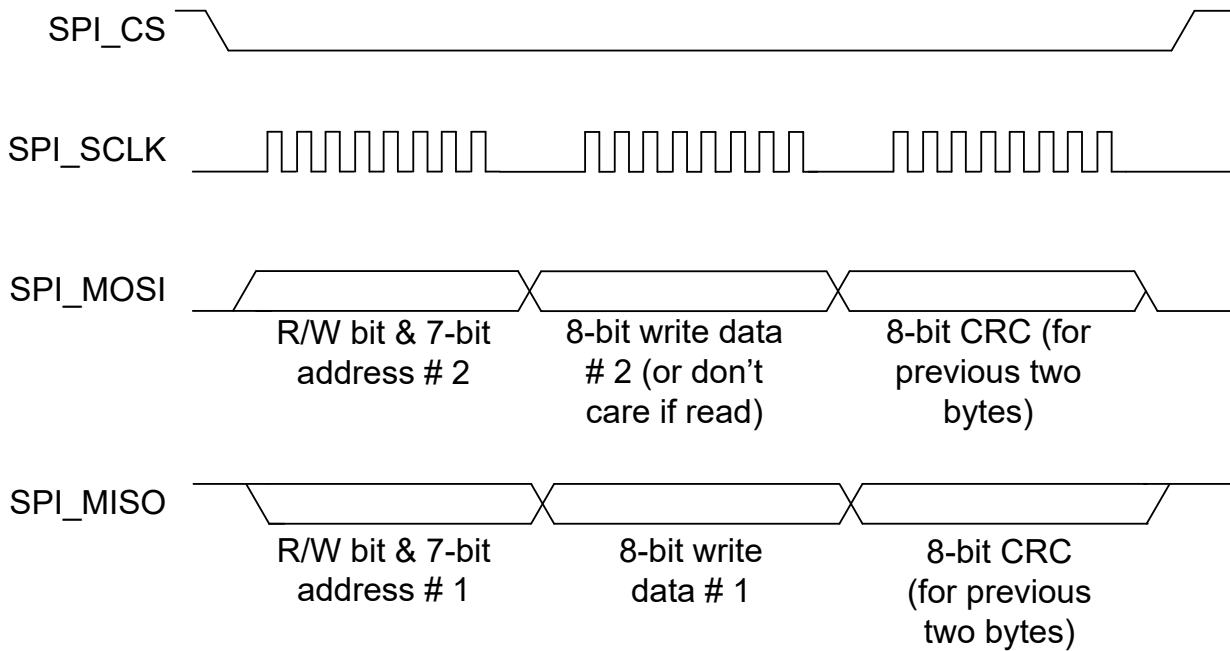 SPI_CS
SPI_SCLK
SPI_MOSI
R/W bit & 7-bit
address # 2
8-bit write data
# 2 (or don't
care if read)
8-bit CRC (for
previous two
bytes)
SPI_MISO
R/W bit & 7-bit
address # 1
8-bit write
data # 1
8-bit CRC
(for previous
two bytes)